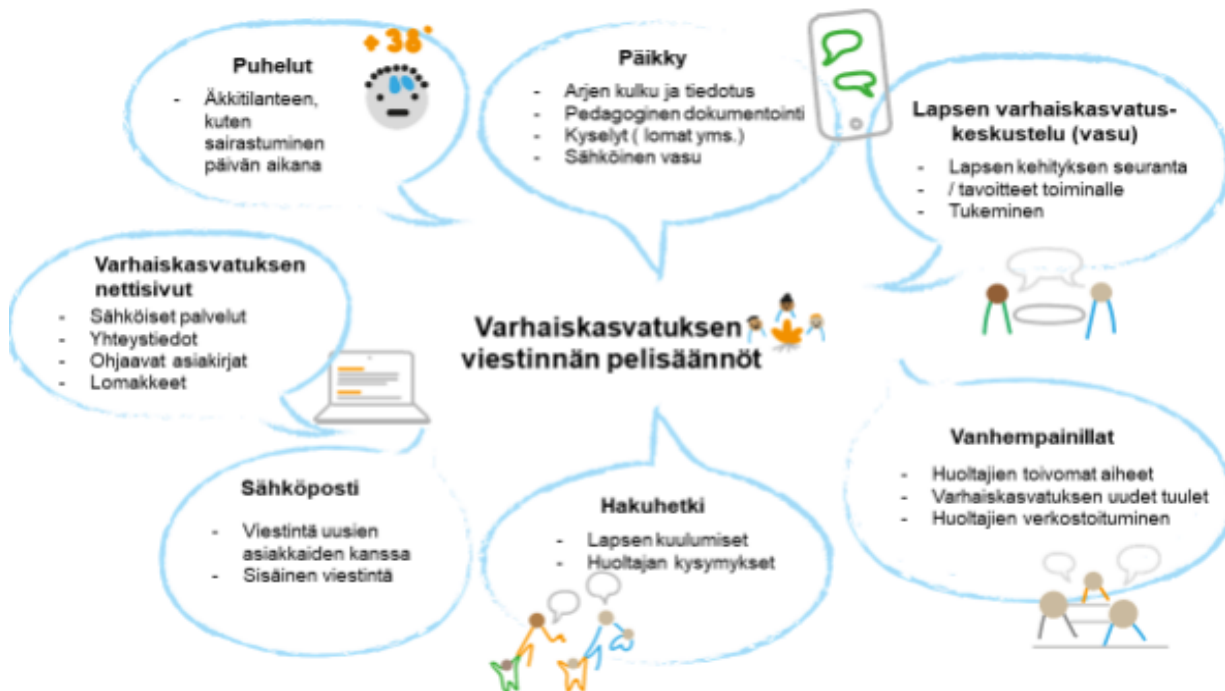 + 38°
Puhelut
- Äkkitilanteen,
kuten
sairastuminen
päivän aikana
Päikky
- Arjen kulku ja tiedotus
- Pedagoginen dokumentointi
- Kyselyt ( lomat yms.)
- Sähköinen vasu
Lapsen varhaiskasvatus-
keskustelu (vasu)
- Lapsen kehityksen seuranta
- / tavoitteet toiminalle
- Tukeminen
Varhaiskasvatuksen
nettisivut
- Sähköiset palvelut
- Yhteystiedot
- Ohjaavat asiakirjat
- Lomakkeet
Varhaiskasvatuksen
viestinnän pelisäännöt
Sähköposti
- Viestintä uusien
asiakkaiden kanssa
- Sisäinen viestintä
Hakuhetki
- Lapsen kuulumiset
- Huoltajan kysymykset
Vanhempainillat
- Huoltajien toivomat aiheet
- Varhaiskasvatuksen uudet tuulet
- Huoltajien verkostoituminen